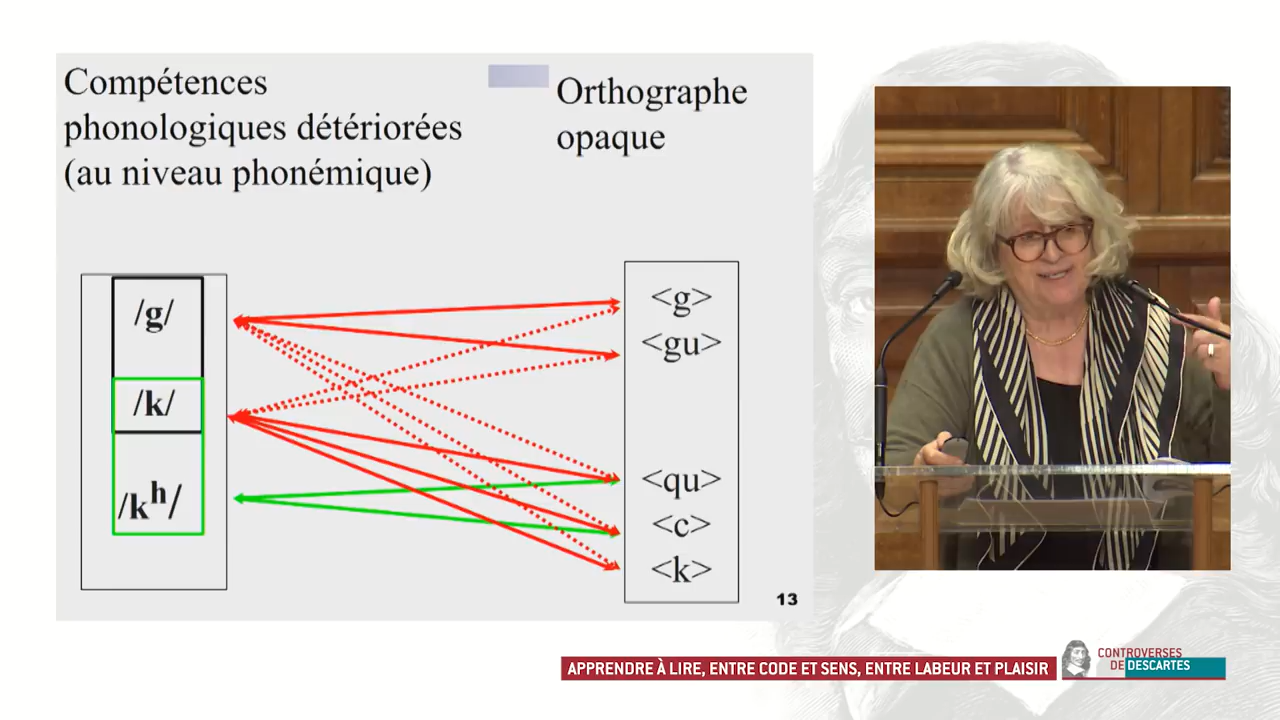 Compétences
phonologiques détériorées
(au niveau phonémique)
Orthographe
opaque
/g/
/k/
/kʰ/
<g>
<gu>
<qu>
<c>
<k>
13
APPRENDRE À LIRE, ENTRE CODE ET SENS, ENTRE LABEUR ET PLAISIR
CONTROVERSES
DE DESCARTES